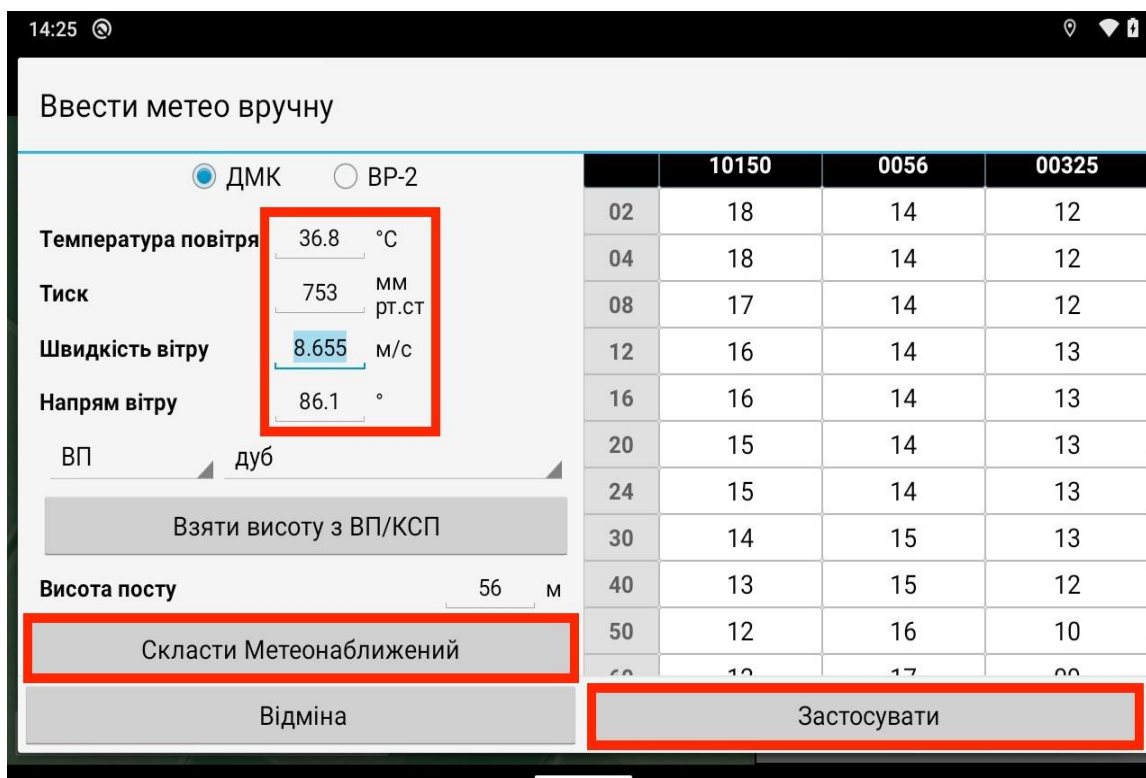 14:25
Ввести метео вручну
ДМК ВР-2
Температура повітря 36.8 °C
Тиск 753 мм рт.ст
Швидкість вітру 8.655 м/с
Напрям вітру 86.1 °
ВП дуб
Взяти висоту з ВП/КСП
Висота посту 56 м
Скласти Метеонаближений
Відміна
10150 0056 00325
02 18 14 12
04 18 14 12
08 17 14 12
12 16 14 13
16 16 14 13
20 15 14 13
24 15 14 13
30 14 15 13
40 13 15 12
50 12 16 10
Застосувати